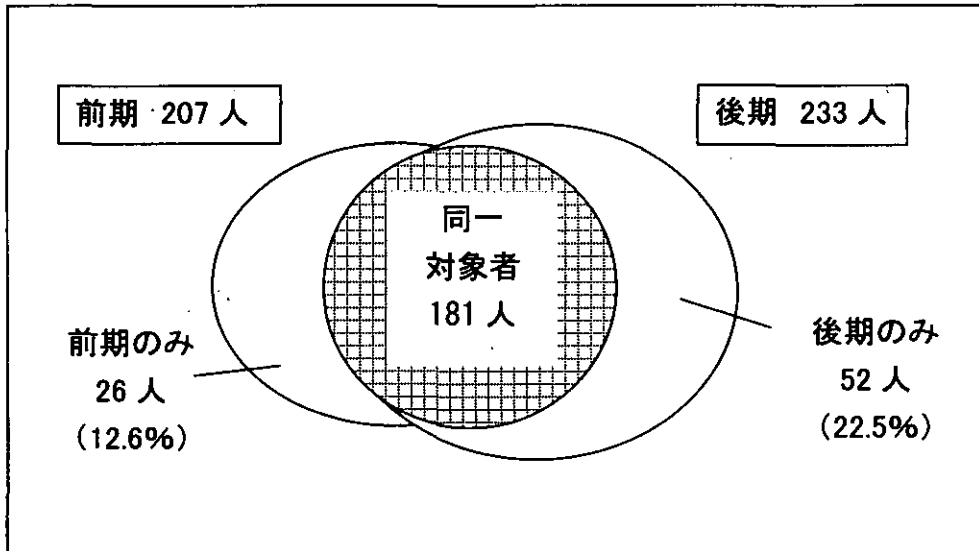 前期 207 人
後期 233 人
同一
対象者
181 人
前期のみ
26 人
(12.6%)
後期のみ
52 人
(22.5%)